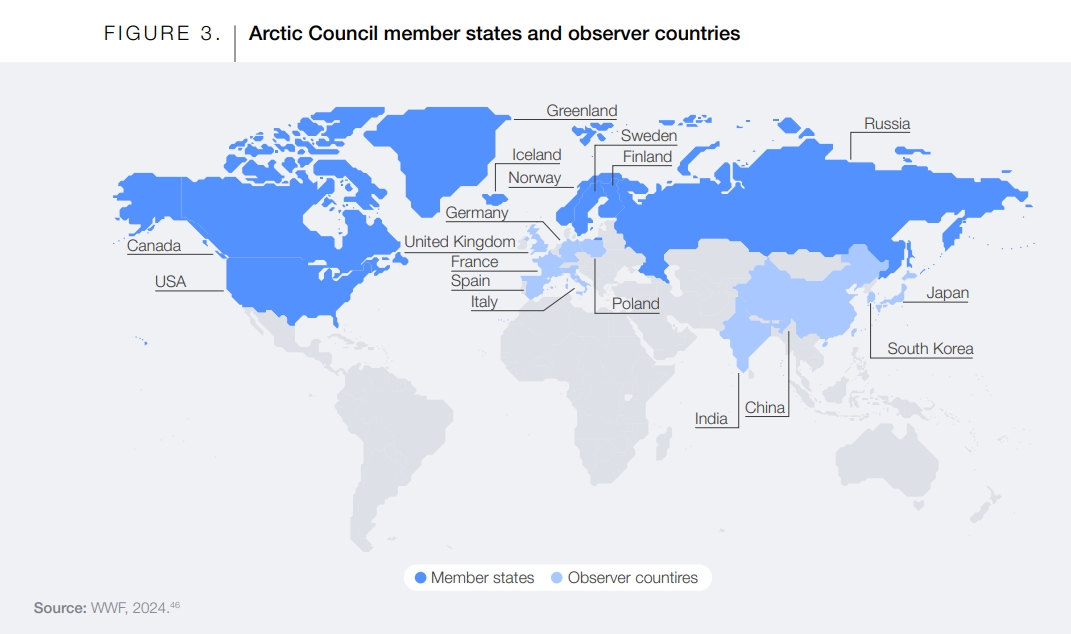 FIGURE 3. Arctic Council member states and observer countries
Greenland
Russia
Sweden
Iceland
Finland
Norway
Germany
Canada
United Kingdom
France
USA
Spain
Italy
Poland
Japan
South Korea
China
India
Member states
Observer countires
Source: WWF, 2024.46